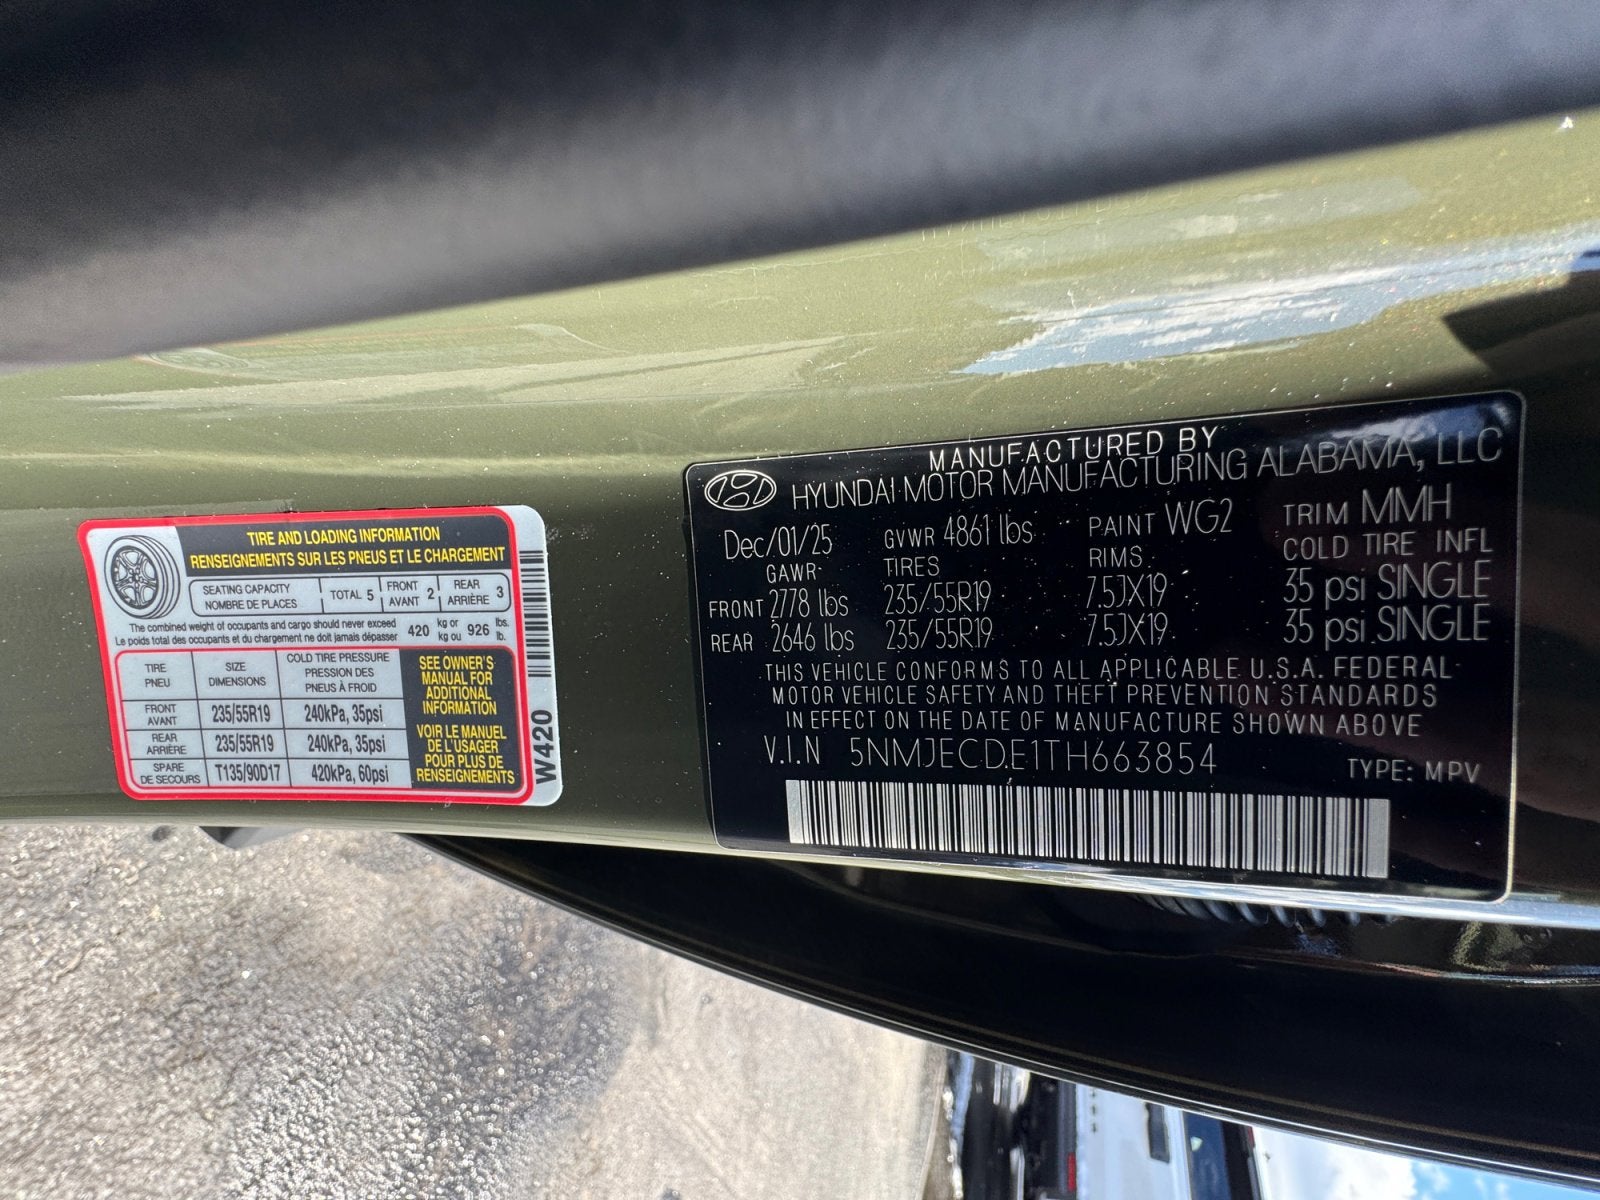 TIRE AND LOADING INFORMATION
RENSEIGNEMENTS SUR LES PNEUS ET LE CHARGEMENT
SEATING CAPACITY
NOMBRE DE PLACES
TOTAL 5
FRONT
AVANT 2
REAR
ARRIÈRE 3
The combined weight of occupants and cargo should never exceed
Le poids total des occupants et du chargement ne doit jamais dépasser
420 kg or
kg ou
926 lbs.
lb.
TIRE
PNEU
SIZE
DIMENSIONS
COLD TIRE PRESSURE
PRESSION DES
PNEUS À FROID
FRONT
AVANT
235/55R19
240kPa, 35psi
REAR
ARRIÈRE
235/55R19
240kPa, 35psi
SPARE
DE SECOURS
T135/90D17
420kPa, 60psi
SEE OWNER'S
MANUAL FOR
ADDITIONAL
INFORMATION
VOIR LE MANUEL
DE L'USAGER
POUR PLUS DE
RENSEIGNEMENTS
W420
MANUFACTURED BY
HYUNDAI MOTOR MANUFACTURING ALABAMA, LLC
Dec/01/25 GVWR 4861 lbs PAINT WG2 TRIM MMH
GAWR TIRES RIMS COLD TIRE INFL
FRONT 2778 lbs 235/55R19 7.5JX19 35 psi SINGLE
REAR 2646 lbs 235/55R19 7.5JX19 35 psi SINGLE
THIS VEHICLE CONFORMS TO ALL APPLICABLE U.S.A. FEDERAL
MOTOR VEHICLE SAFETY AND THEFT PREVENTION STANDARDS
IN EFFECT ON THE DATE OF MANUFACTURE SHOWN ABOVE
V.I.N 5NMJECDE1TH663854
TYPE: MPV